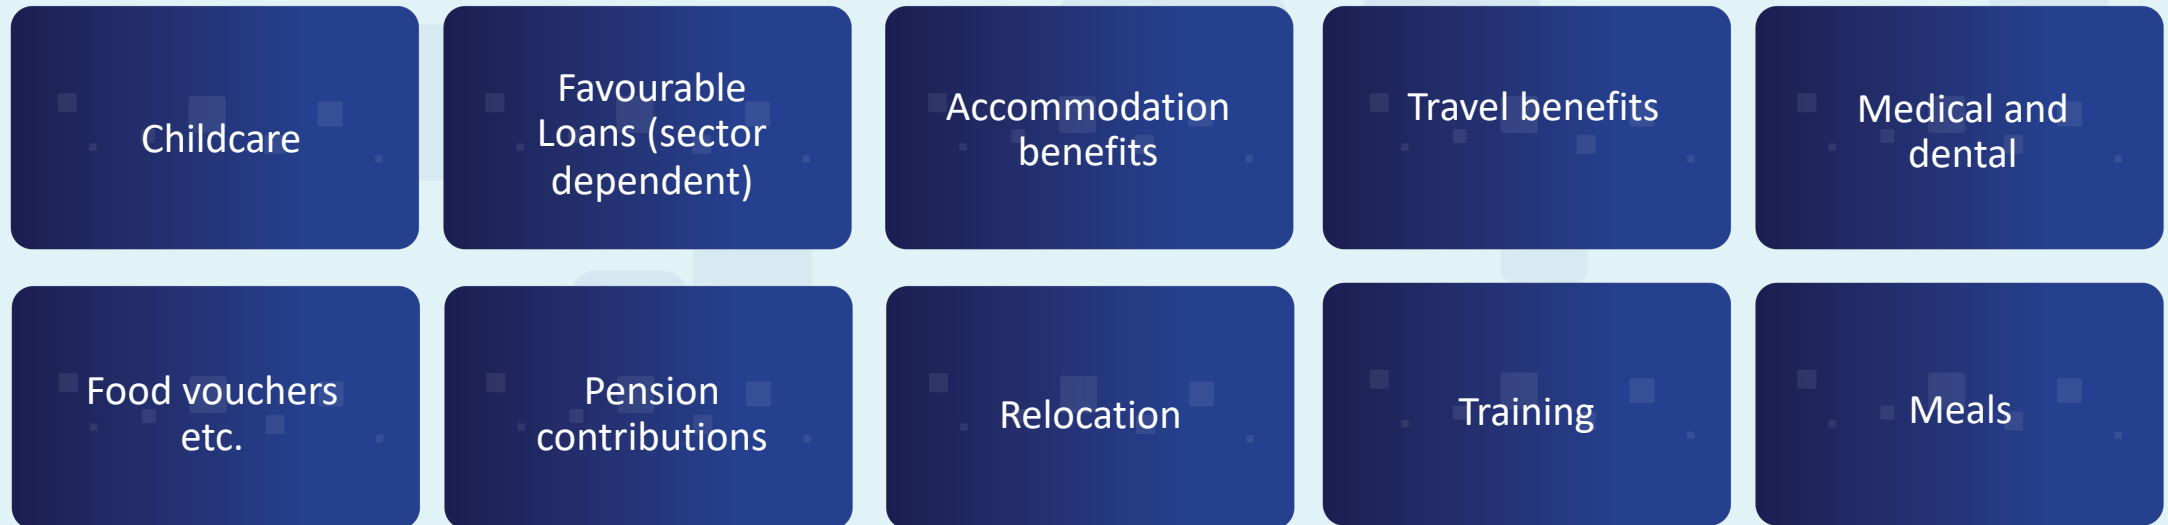 Childcare
Favourable
Loans (sector
dependent)
Accommodation
benefits
Travel benefits
Medical and
dental
Food vouchers
etc.
Pension
contributions
Relocation
Training
Meals